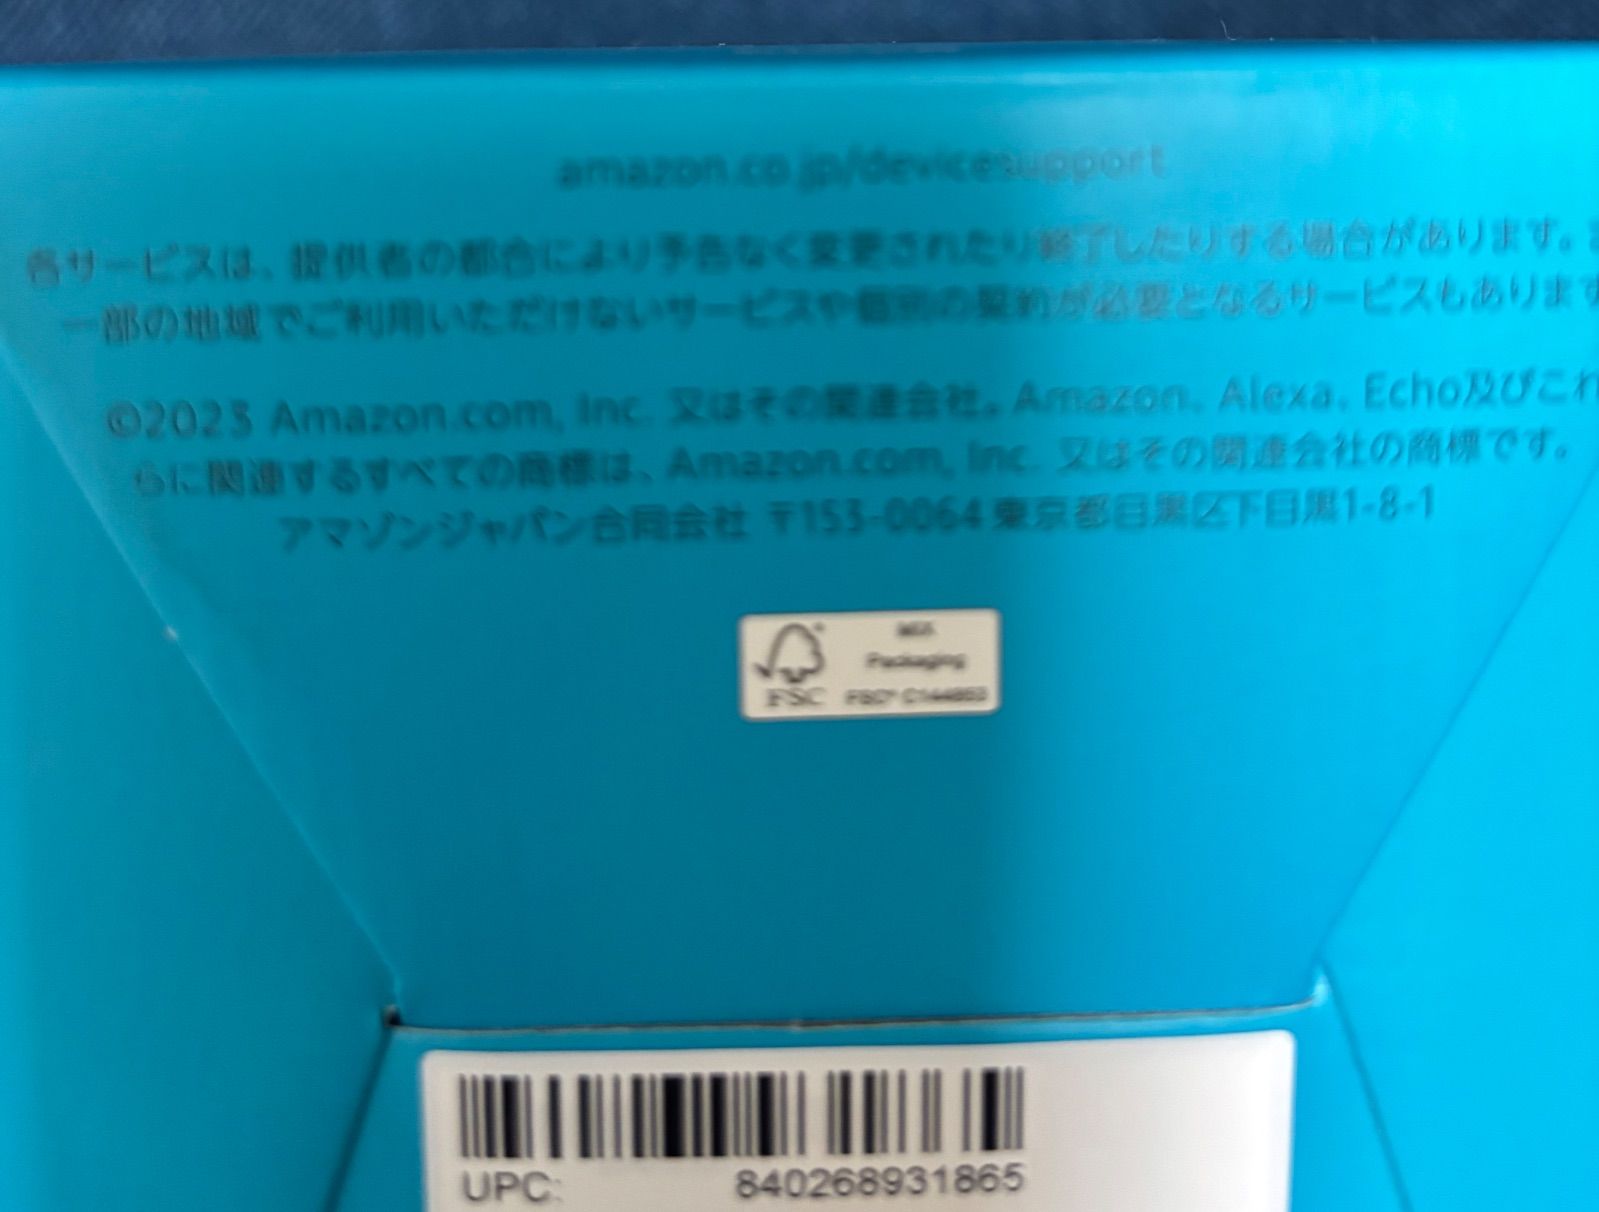 amazon.co.jp/devicesupport
各サービスは、提供者の都合により予告なく変更されたり終了したりする場合があります。
一部の地域でご利用いただけないサービスや個別の契約が必要となるサービスもあります
©2023 Amazon.com, Inc. 又はその関連会社。Amazon、Alexa、Echo及びこれ
らに関連するすべての商標は、Amazon.com, Inc. 又はその関連会社の商標です。
アマゾンジャパン合同会社 〒153-0064 東京都目黒区下目黒1-8-1
FSC
MIX
Packaging
FSC®
UPC: 840268931865